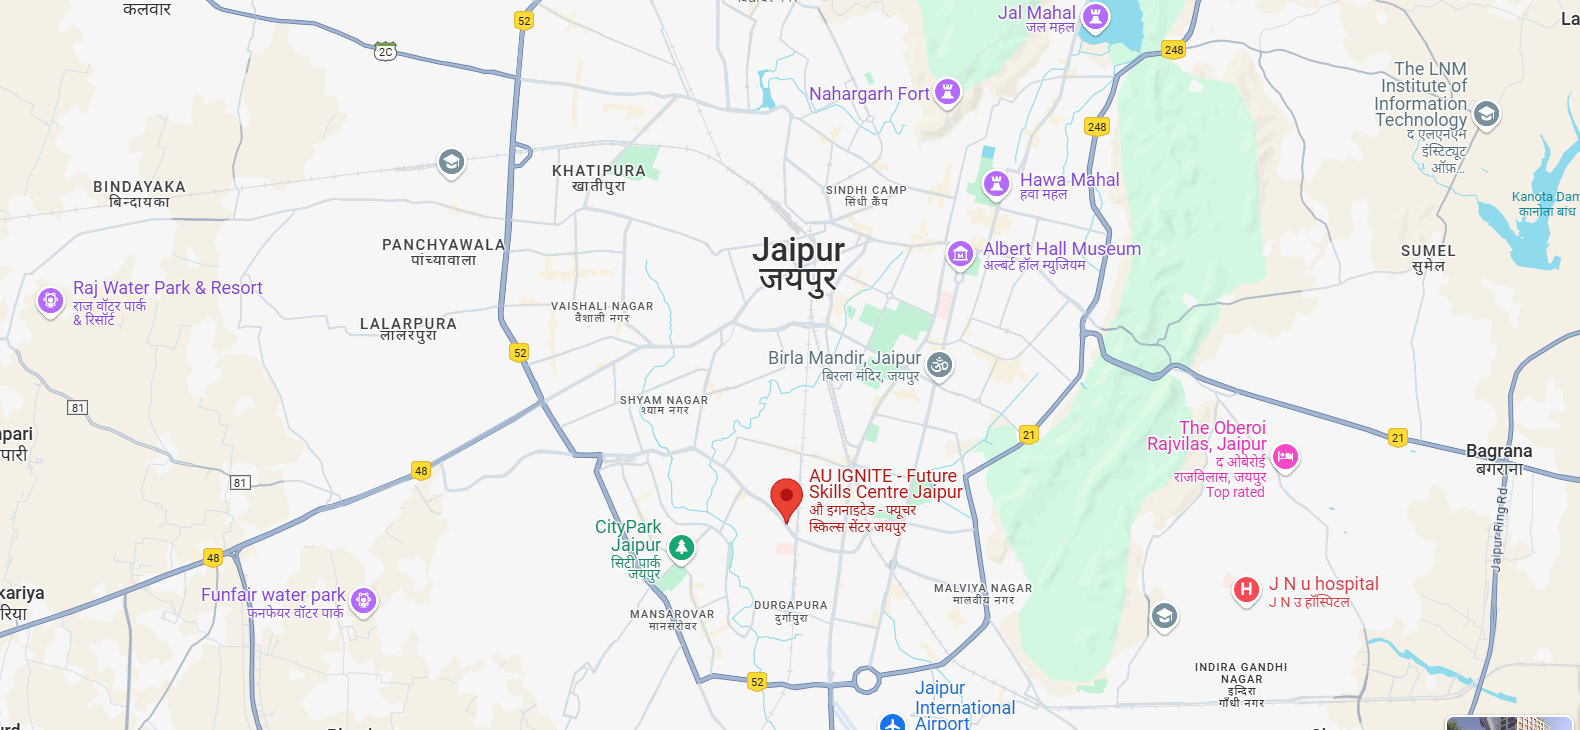 कलवार
52
2C
Jal Mahal
जल महल
248
Nahargarh Fort
248
The LNM
Institute of
Information
Technology
द एलएनएम
इंस्टिट्यूट
ऑफ़...
La
BINDAYAKA
बिन्दायका
KHATIPURA
खातीपुरा
SINDHI CAMP
सिंधी कैंप
Hawa Mahal
हवा महल
Kanota Dam
कानोता बांध
PANCHYAWALA
पांच्यावाला
Jaipur
जयपुर
Albert Hall Museum
अल्बर्ट हॉल म्युजियम
SUMEL
सुमेल
Raj Water Park & Resort
राज वॉटर पार्क
& रिसॉर्ट
VAISHALI NAGAR
वैशाली नगर
LALARPURA
लालरपुरा
52
Birla Mandir, Jaipur
बिरला मंदिर, जयपुर
81
SHYAM NAGAR
श्याम नगर
21
The Oberoi
Rajvilas, Jaipur
द ओबेरोई
राजविलास, जयपुर
Top rated
21
Bagrana
बगराना
pari
पारी
48
81
AU IGNITE - Future
Skills Centre Jaipur
औ इगनाइटेड - फ्यूचर
स्किल्स सेंटर जयपुर
Jaipur Ring Rd
CityPark
Jaipur
सिटी पार्क
जयपुर
48
kariya
रिया
Funfair water park
फनफेयर वॉटर पार्क
MANSAROVAR
मानसरोवर
DURGAPURA
दुर्गापुरा
MALVIYA NAGAR
मालवीय नगर
J N u hospital
J N उ हॉस्पिटल
H
52
INDIRA GANDHI
NAGAR
इन्दिरा
गाँधी नगर
Jaipur
International
Airport